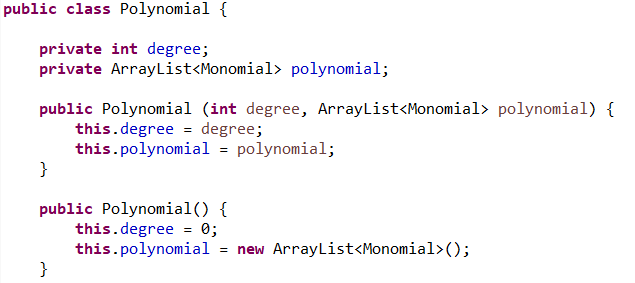 public class Polynomial {
private int degree;
private ArrayList<Monomial> polynomial;
public Polynomial (int degree, ArrayList<Monomial> polynomial) {
this.degree = degree;
this.polynomial = polynomial;
}
public Polynomial() {
this.degree = 0;
this.polynomial = new ArrayList<Monomial>();
}